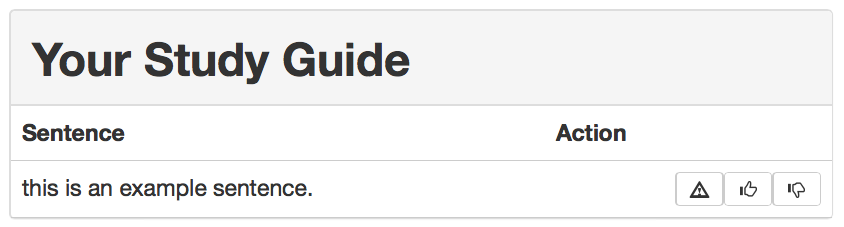 Your Study Guide
Sentence Action
this is an example sentence.